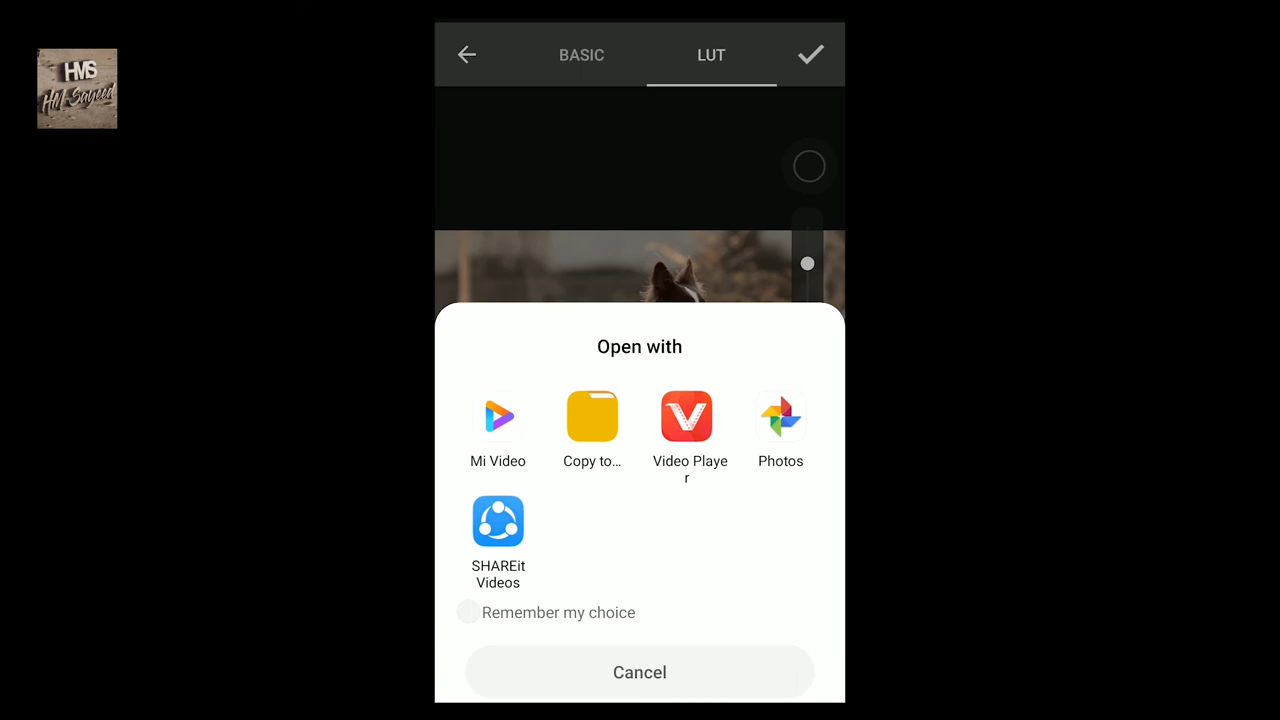 BASIC
LUT
HMS
HM Sayeed
Open with
Mi Video
Copy to...
Video Playe
r
Photos
SHAREit
Videos
Remember my choice
Cancel